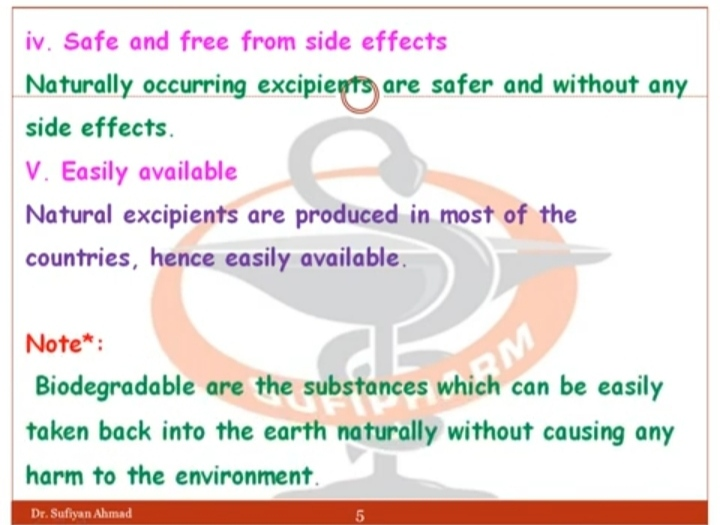 iv. Safe and free from side effects
Naturally occurring excipients are safer and without any
side effects.
V. Easily available
Natural excipients are produced in most of the
countries, hence easily available.
Note*:
Biodegradable are the substances which can be easily
taken back into the earth naturally without causing any
harm to the environment.
SUFIPHARM
Dr. Sufiyan Ahmad
5